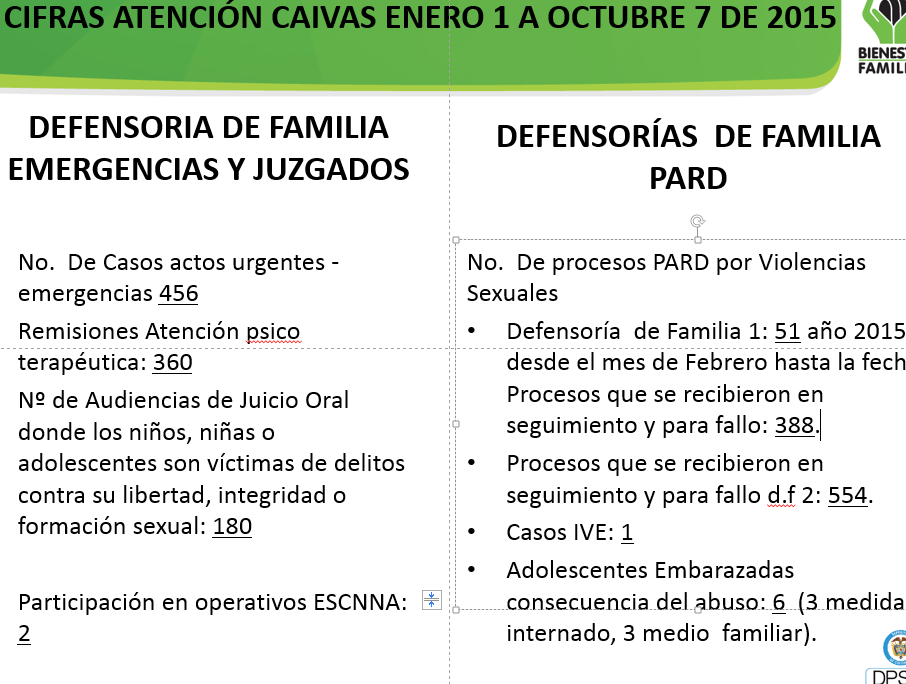 CIFRAS ATENCIÓN CAIVAS ENERO 1 A OCTUBRE 7 DE 2015
DEFENSORIA DE FAMILIA
EMERGENCIAS Y JUZGADOS
No.  De Casos actos urgentes -
emergencias 456
Remisiones Atención psico
terapéutica: 360
Nº de Audiencias de Juicio Oral
donde los niños, niñas o
adolescentes son víctimas de delitos
contra su libertad, integridad o
formación sexual: 180
Participación en operativos ESCNNA:
2
DEFENSORÍAS  DE FAMILIA
PARD
No.  De procesos PARD por Violencias
Sexuales
• Defensoría  de Familia 1: 51 año 2015
desde el mes de Febrero hasta la fech
Procesos que se recibieron en
seguimiento y para fallo: 388.
• Procesos que se recibieron en
seguimiento y para fallo d.f 2: 554.
• Casos IVE: 1
• Adolescentes Embarazadas
consecuencia del abuso: 6  (3 medida
internado, 3 medio  familiar).
BIENEST
FAMILI
DPS